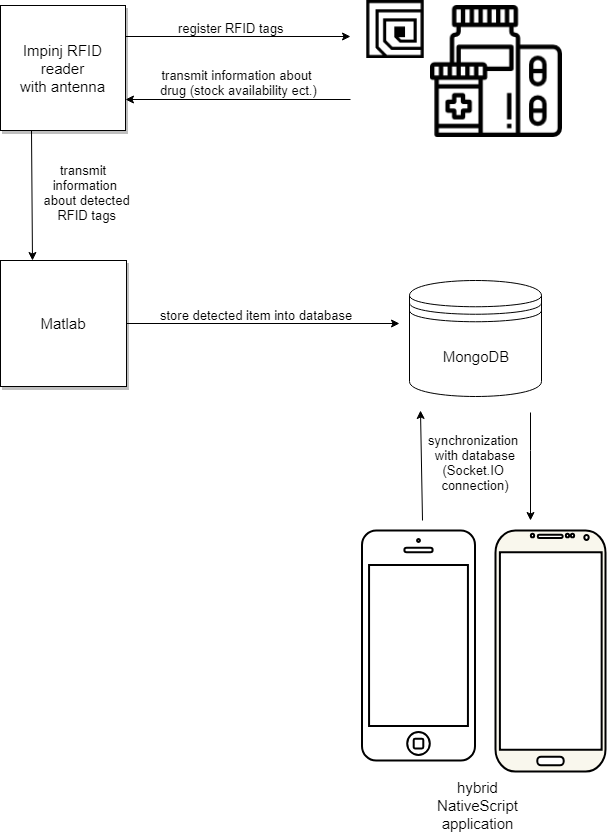 Impinj RFID
reader
with antenna
register RFID tags
transmit information about
drug (stock availability ect.)
transmit
information
about detected
RFID tags
Matlab
store detected item into database
MongoDB
synchronization
with database
(Socket.IO
connection)
hybrid
NativeScript
application